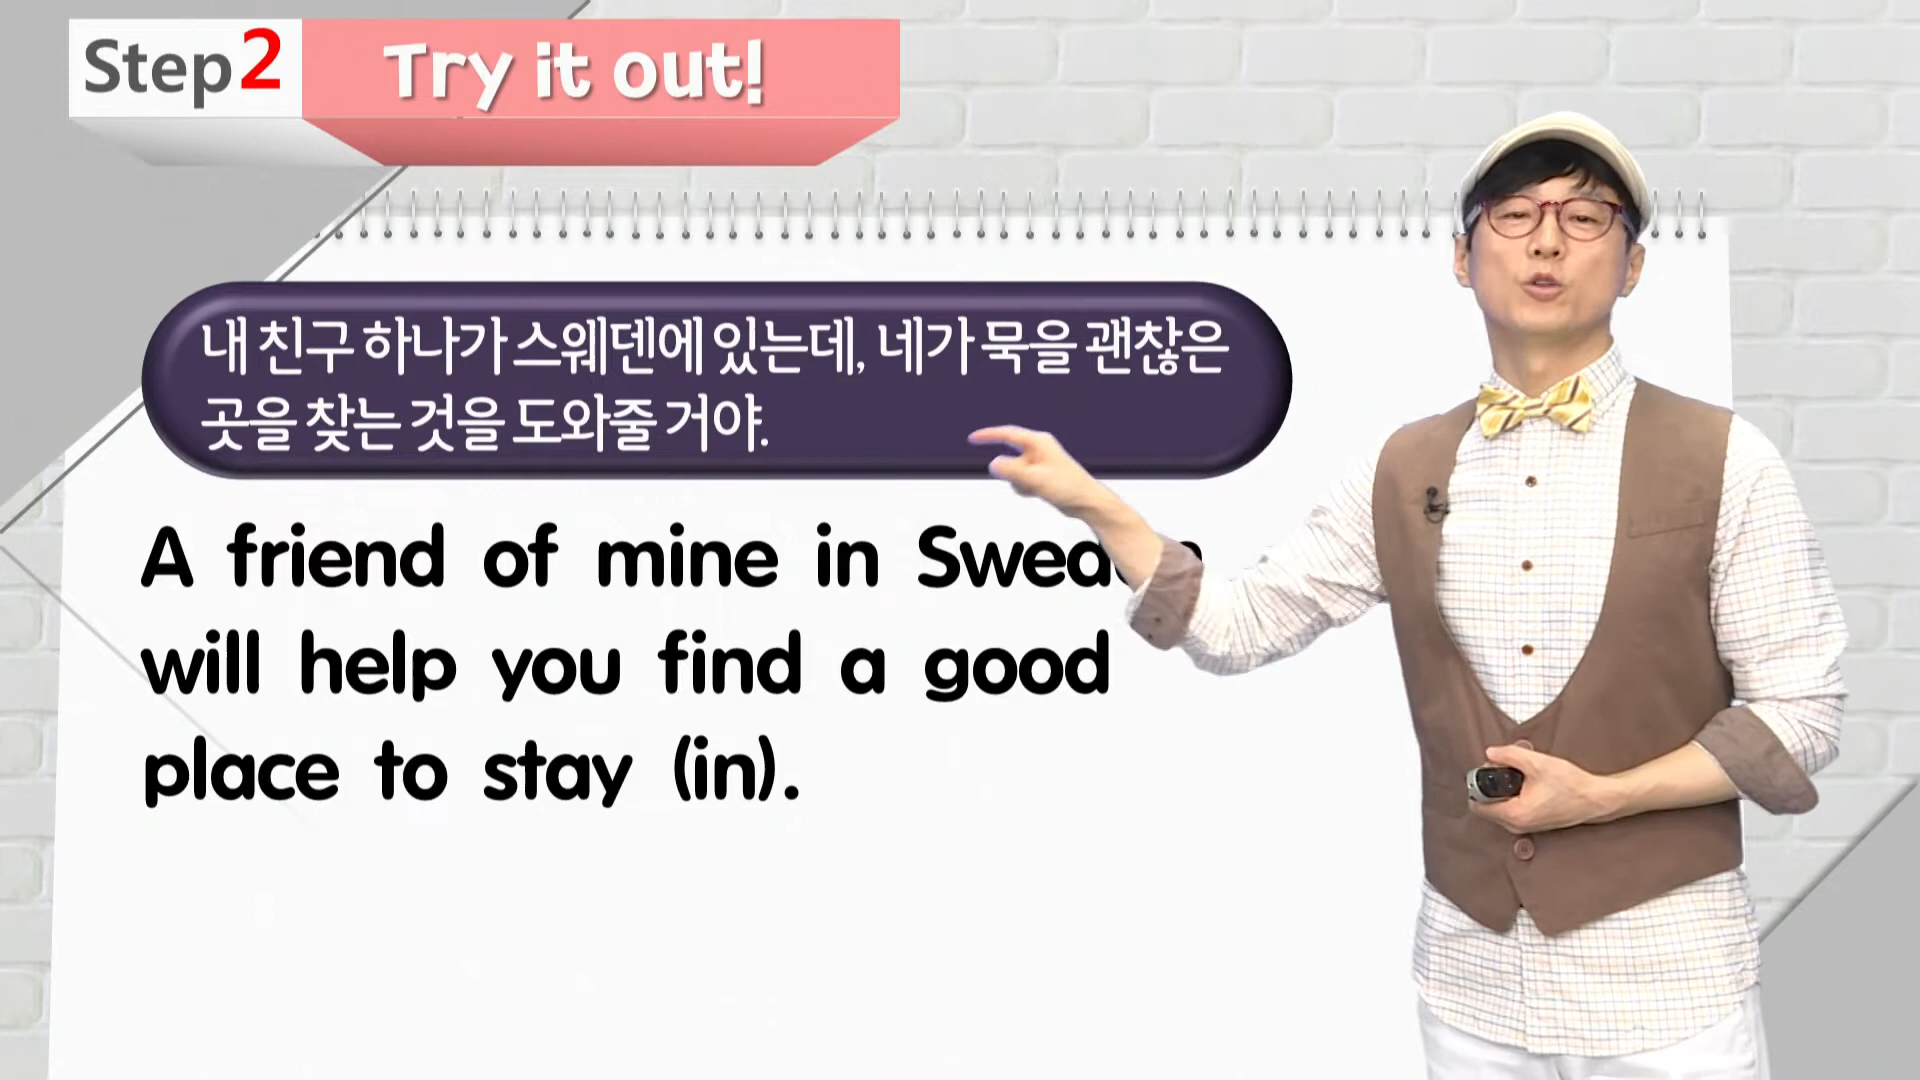 Step2 Try it out!
내 친구 하나가 스웨덴에 있는데, 네가 묵을 괜찮은
곳을 찾는 것을 도와줄 거야.
A friend of mine in
will help you find a good
place to stay (in).